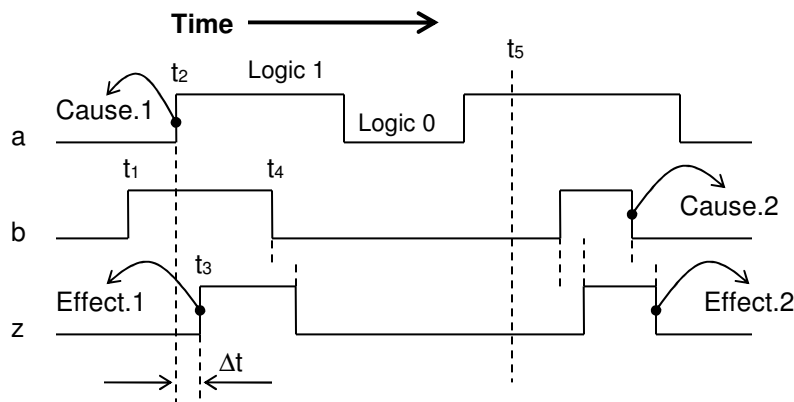 Time
t5
t2
Logic 1
Cause.1
Logic 0
a
t1
t4
Cause.2
b
t3
Effect.1
Effect.2
z
Δt